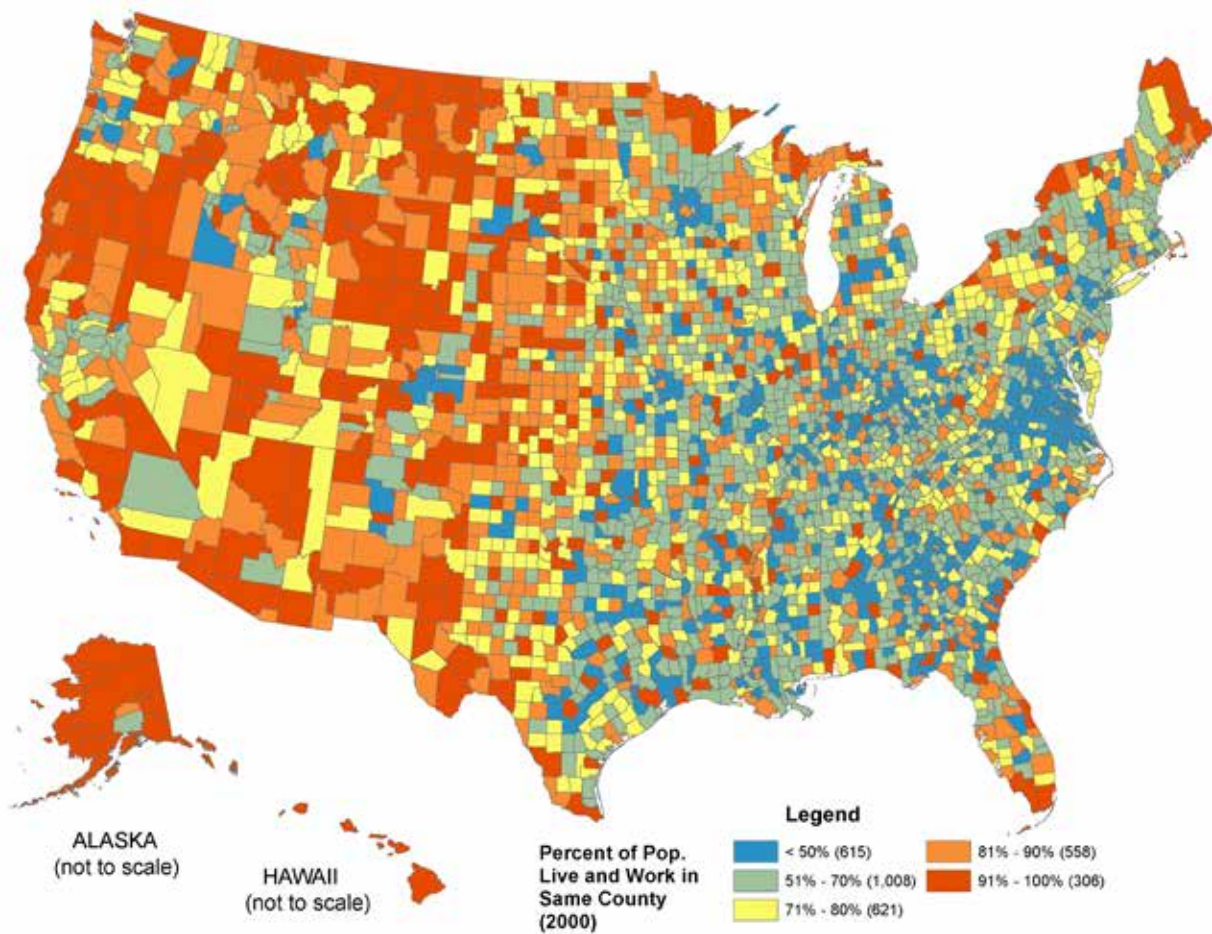 ALASKA
(not to scale)
HAWAII
(not to scale)
Percent of Pop.
Live and Work in
Same County
(2000)
Legend
< 50% (615)
51% - 70% (1,008)
71% - 80% (621)
81% - 90% (558)
91% - 100% (306)